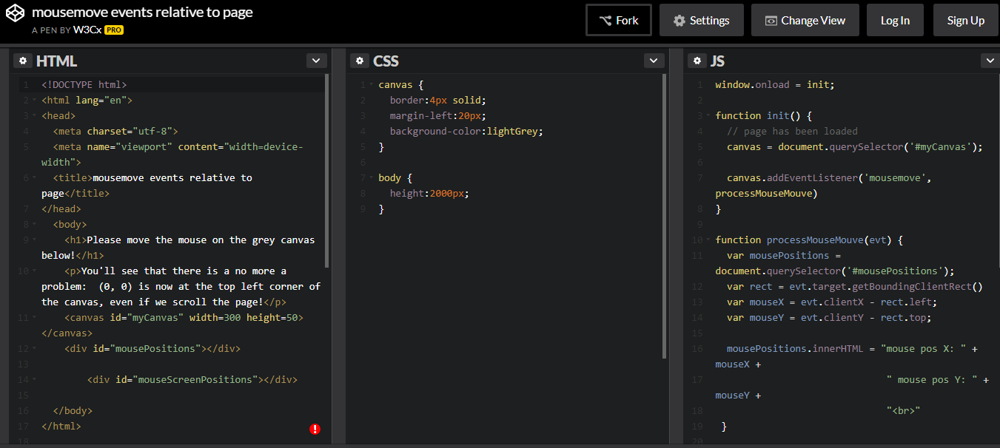 mousemove events relative to page
A PEN BY W3Cx PRO
Fork
Settings
Change View
Log In
Sign Up
HTML
1 <!DOCTYPE html>
2 <html lang="en">
3 <head>
4 <meta charset="utf-8">
5 <meta name="viewport" content="width=device-
width">
6 <title>mousemove events relative to
page</title>
7 </head>
8 <body>
9 <h1>Please move the mouse on the grey canvas
below!</h1>
10 <p>You'll see that there is a no more a
problem:  (0, 0) is now at the top left corner of
the canvas, even if we scroll the page!</p>
11 <canvas id="myCanvas" width=300 height=50>
</canvas>
12 <div id="mousePositions"></div>
13
14 <div id="mouseScreenPositions"></div>
15
16 </body>
17 </html>
18
CSS
1 canvas {
2 border:4px solid;
3 margin-left:20px;
4 background-color:lightGrey;
5 }
6
7 body {
8 height:2000px;
9 }
JS
1 window.onload = init;
2
3 function init() {
4 // page has been loaded
5 canvas = document.querySelector('#myCanvas');
6
7 canvas.addEventListener('mousemove',
processMouseMouve)
8 }
9
10 function processMouseMouve(evt) {
11 var mousePositions =
document.querySelector('#mousePositions');
12 var rect = evt.target.getBoundingClientRect()
13 var mouseX = evt.clientX - rect.left;
14 var mouseY = evt.clientY - rect.top;
15
16 mousePositions.innerHTML = "mouse pos X: " +
mouseX +
17 " mouse pos Y: " +
mouseY +
18 "<br>"
19 }
20